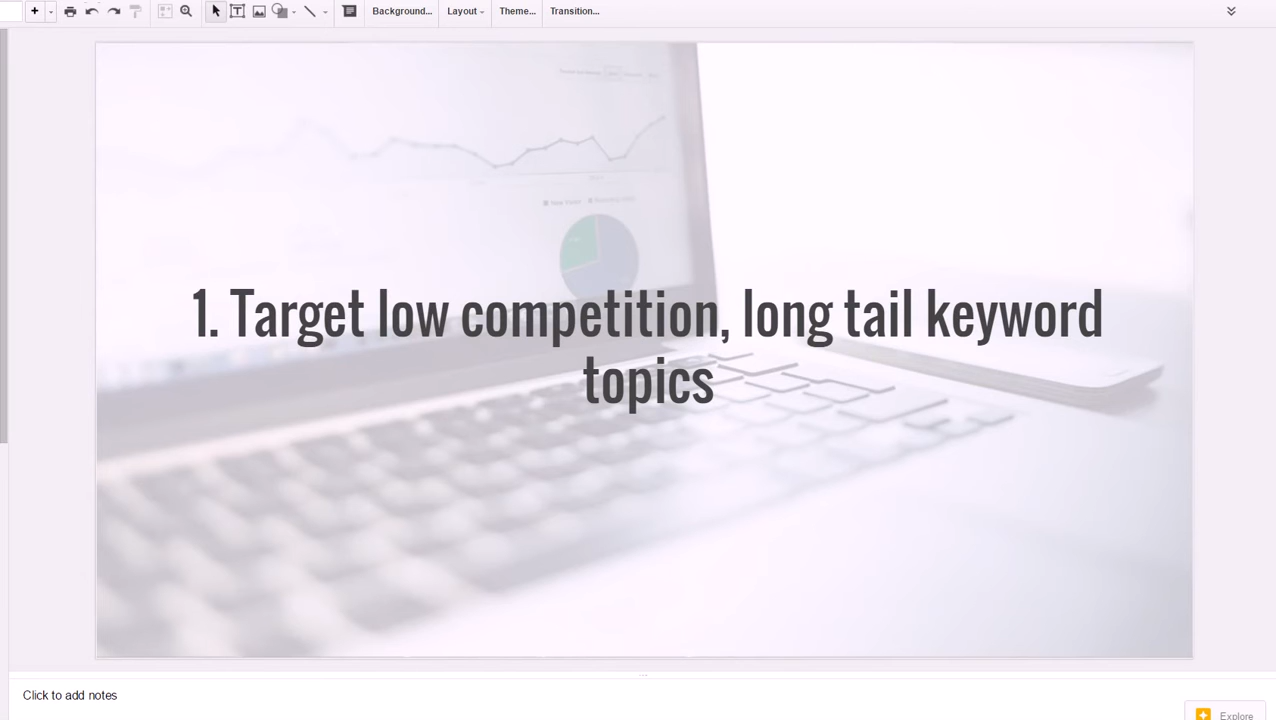 Background...
Layout
Theme...
Transition...
1. Target low competition, long tail keyword
topics
Click to add notes
Explore